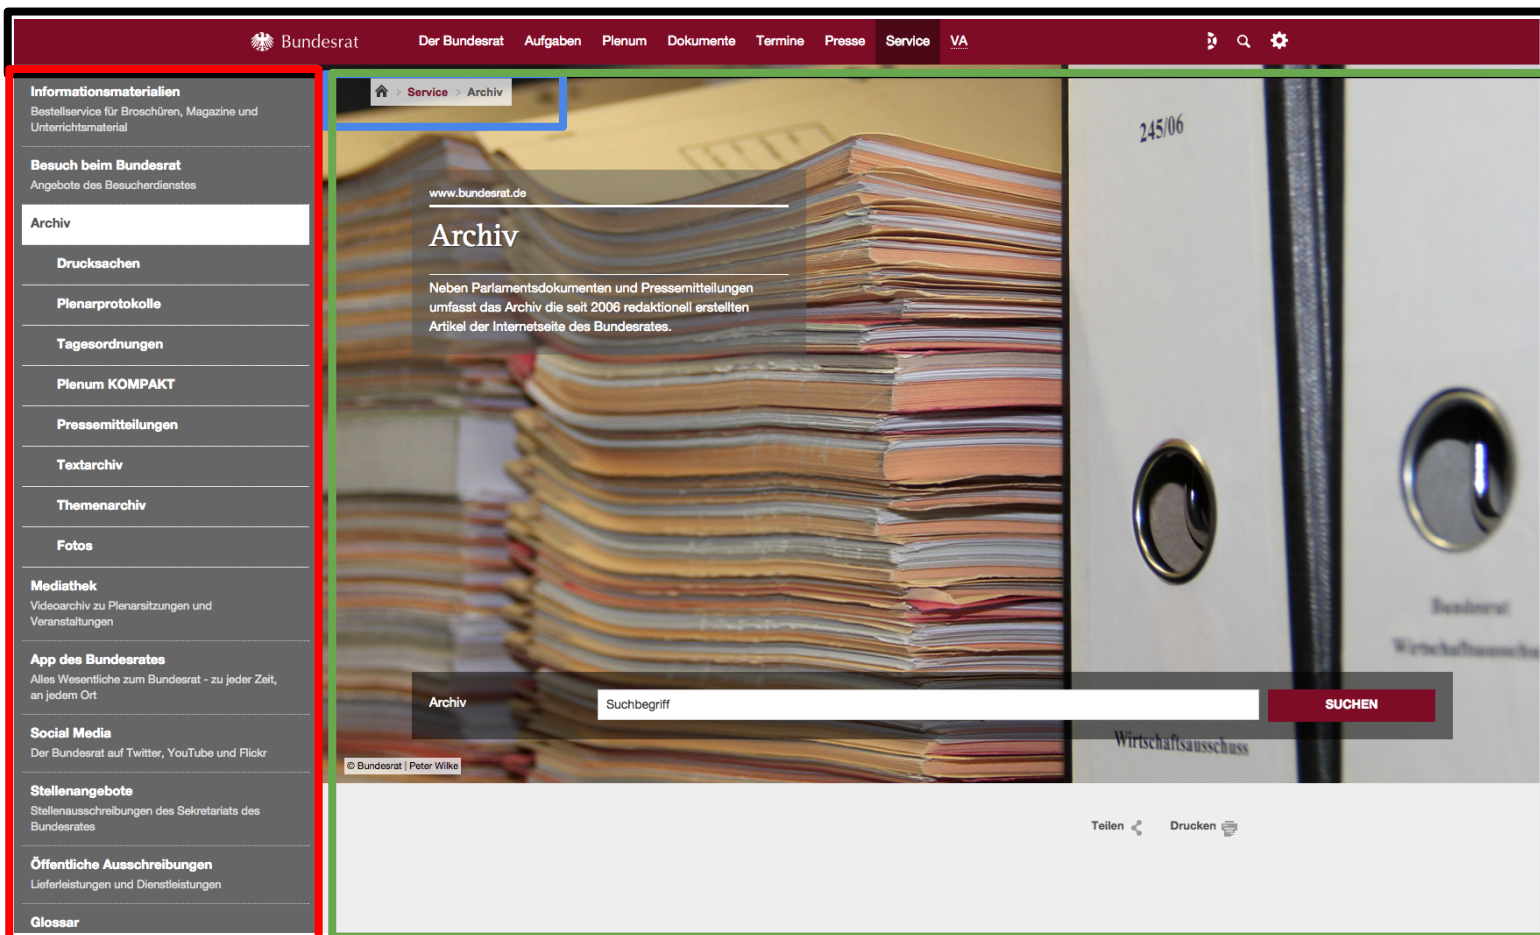 Bundesrat
Der Bundesrat Aufgaben Plenum Dokumente Termine Presse Service VA
Informationsmaterialien
Bestellservice für Broschüren, Magazine und
Unterrichtsmaterial
Besuch beim Bundesrat
Angebote des Besucherdienstes
Archiv
Drucksachen
Plenarprotokolle
Tagesordnungen
Plenum KOMPAKT
Pressemitteilungen
Textarchiv
Themenarchiv
Fotos
Mediathek
Videoarchiv zu Plenarsitzungen und
Veranstaltungen
App des Bundesrates
Alles Wesentliche zum Bundesrat - zu jeder Zeit,
an jedem Ort
Social Media
Der Bundesrat auf Twitter, YouTube und Flickr
Stellenangebote
Stellenausschreibungen des Sekretariats des
Bundesrates
Öffentliche Ausschreibungen
Lieferleistungen und Dienstleistungen
Glossar
> Service > Archiv
245/06
www.bundesrat.de
Archiv
Neben Parlamentsdokumenten und Pressemitteilungen
umfasst das Archiv die seit 2006 redaktionell erstellten
Artikel der Internetseite des Bundesrates.
Bundesrat
Archiv Suchbegriff SUCHEN
Wirtschaftsausschuss
© Bundesrat | Peter Wilke
Teilen Drucken